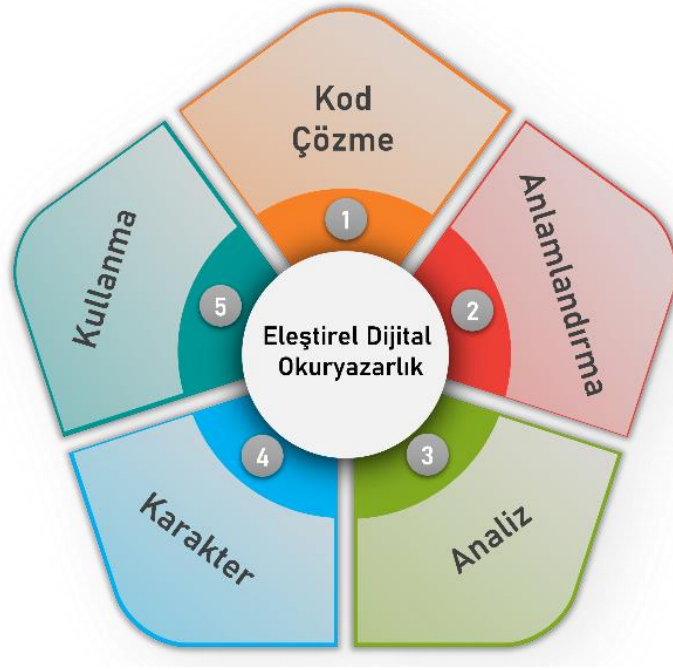 Kod
Çözme
1
Anlamlandırma
2
Analiz
3
Karakter
4
Kullanma
5
Eleştirel Dijital
Okuryazarlık